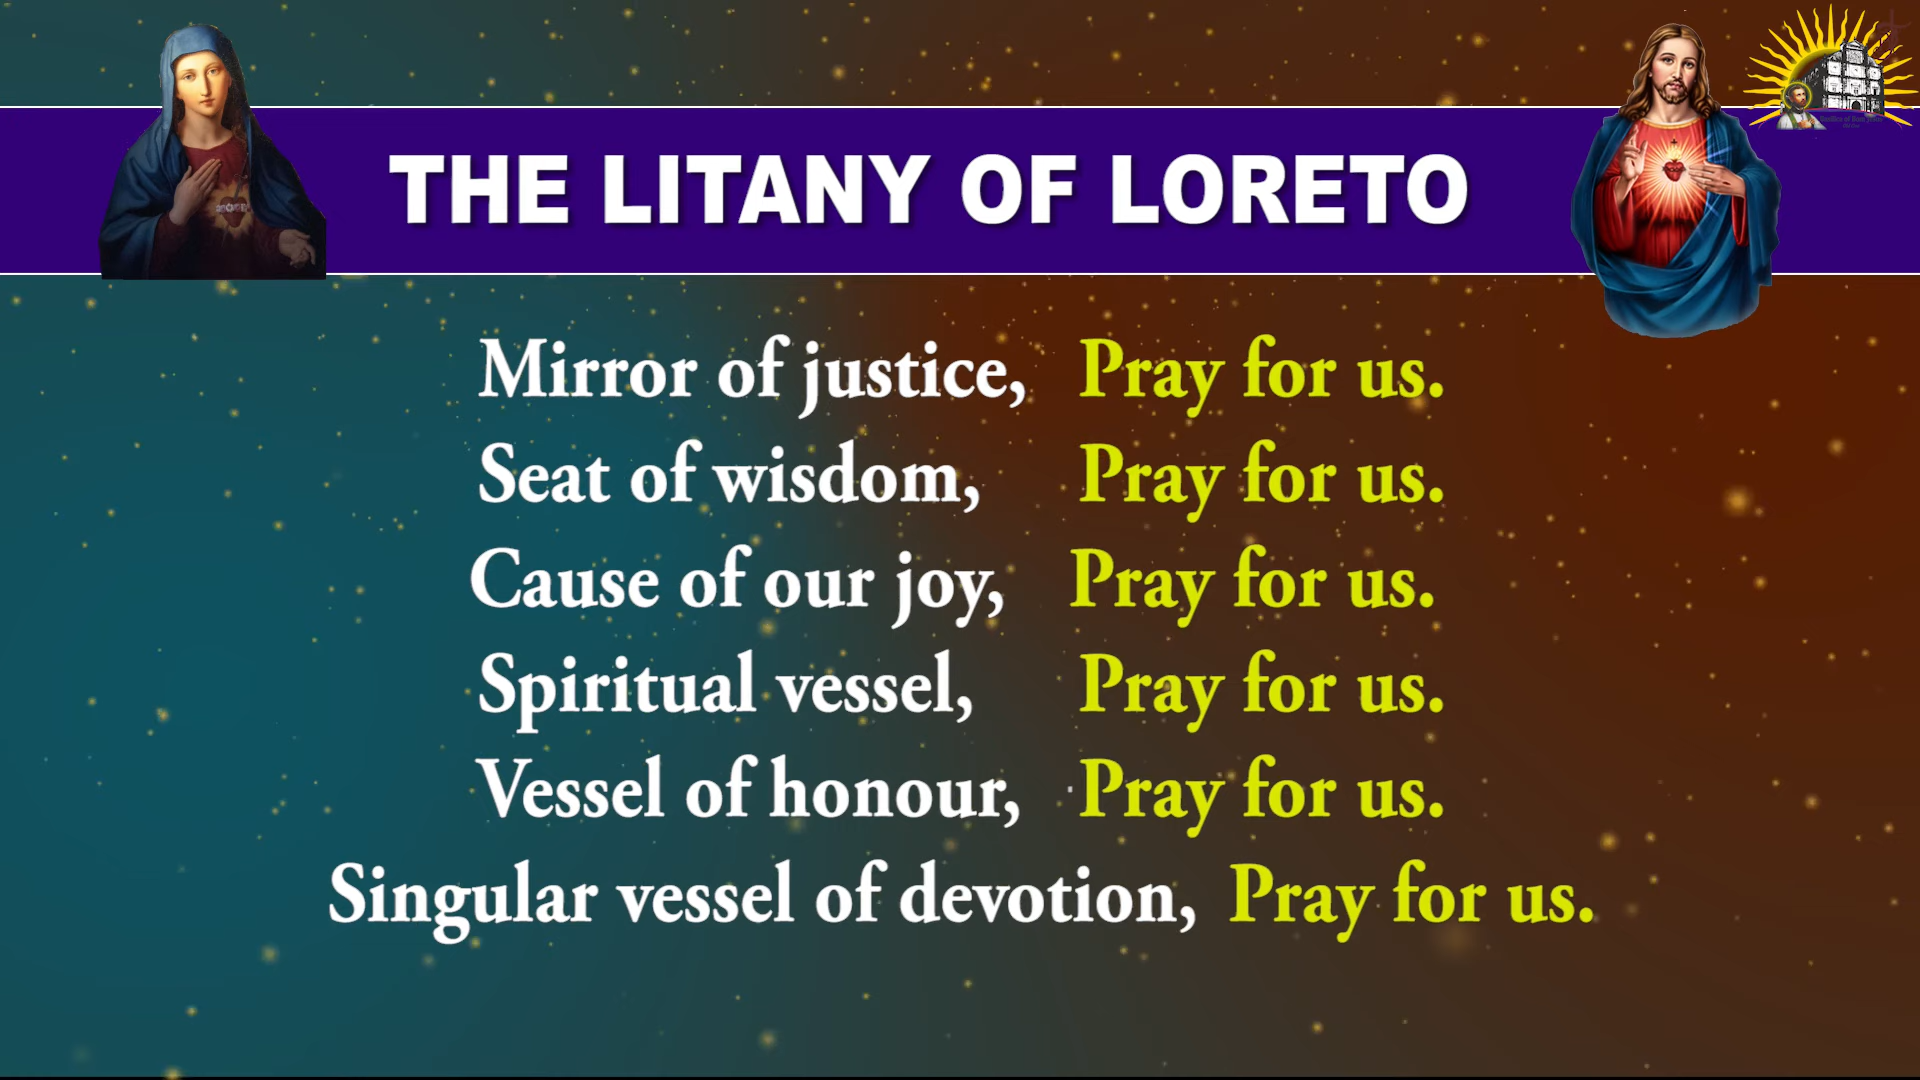 THE LITANY OF LORETO
Mirror of justice, Pray for us.
Seat of wisdom, Pray for us.
Cause of our joy, Pray for us.
Spiritual vessel, Pray for us.
Vessel of honour, Pray for us.
Singular vessel of devotion, Pray for us.